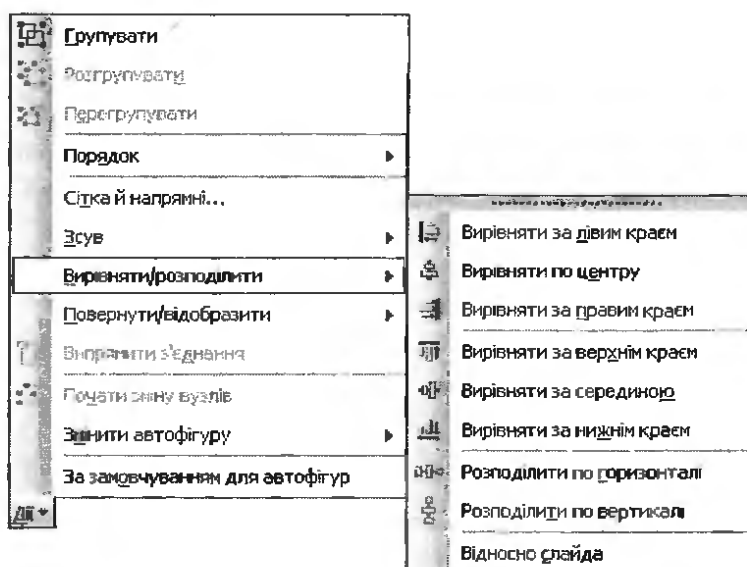 Групувати
Розгрупувати
Перегрупувати
Порядок
Сітка й напрямні...
Зсув
Вирівняти/розподілити
Повернути/відобразити
Випрямити з'єднання
Почати зміну вузлів
Змінити автофігуру
За замовчуванням для автофігур
Дії
Вирівняти за лівим краєм
Вирівняти по центру
Вирівняти за правим краєм
Вирівняти за верхнім краєм
Вирівняти за серединою
Вирівняти за нижнім краєм
Розподілити по горизонталі
Розподілити по вертикалі
Відносно слайда